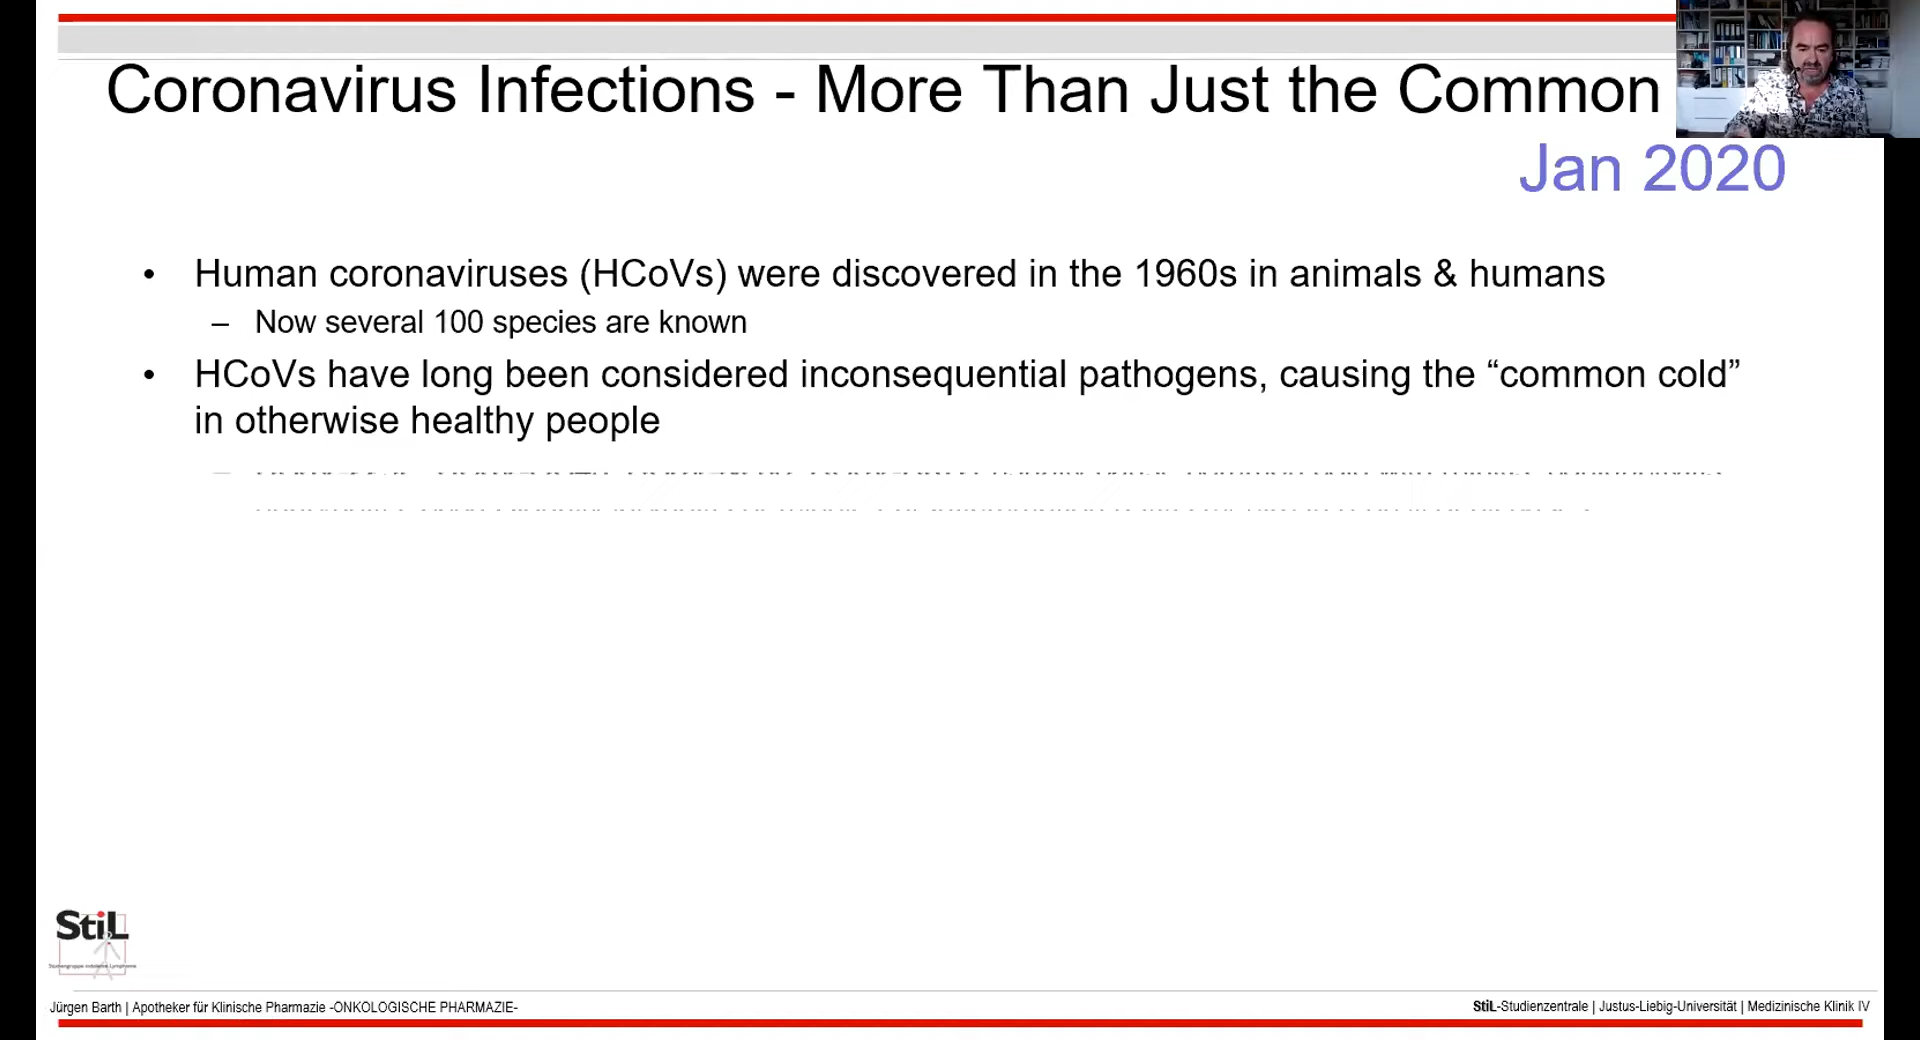 Coronavirus Infections - More Than Just the Common
Jan 2020
• Human coronaviruses (HCoVs) were discovered in the 1960s in animals & humans
– Now several 100 species are known
• HCoVs have long been considered inconsequential pathogens, causing the “common cold”
in otherwise healthy people
StiL
Studiengruppe indolente Lymphome
Jürgen Barth | Apotheker für Klinische Pharmazie -ONKOLOGISCHE PHARMAZIE-
StiL-Studienzentrale | Justus-Liebig-Universität | Medizinische Klinik IV